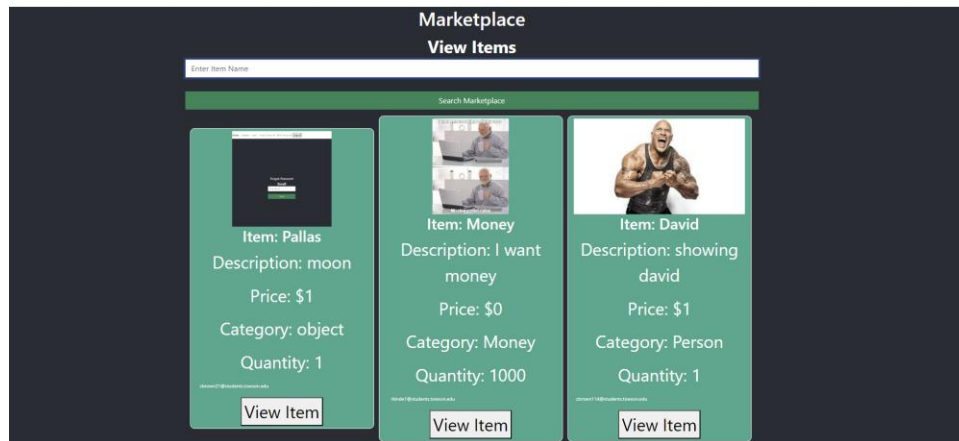 Marketplace
View Items
Enter Item Name
Search Marketplace
Item: Pallas
Description: moon
Price: $1
Category: object
Quantity: 1
View Item
Item: Money
Description: I want
money
Price: $0
Category: Money
Quantity: 1000
View Item
Item: David
Description: showing
david
Price: $1
Category: Person
Quantity: 1
View Item